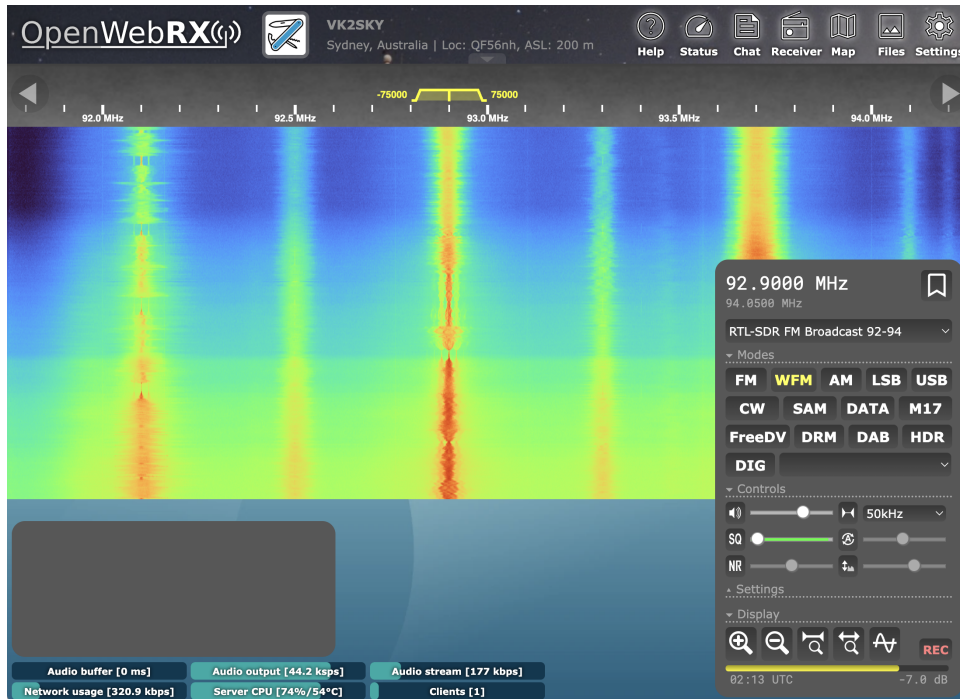 OpenWebRX
VK2SKY
Sydney, Australia | Loc: QF56nh, ASL: 200 m
Help Status Chat Receiver Map Files Settings
-75000 75000
92.0 MHz 92.5 MHz 93.0 MHz 93.5 MHz 94.0 MHz
92.9000 MHz
94.0500 MHz
RTL-SDR FM Broadcast 92-94
Modes
FM WFM AM LSB USB
CW SAM DATA M17
FreeDV DRM DAB HDR
DIG
Controls
50kHz
SQ
NR
Settings
Display
REC
02:13 UTC -7.0 dB
Audio buffer [0 ms] Audio output [44.2 ksps] Audio stream [177 kbps]
Network usage [320.9 kbps] Server CPU [74%/54°C] Clients [1]